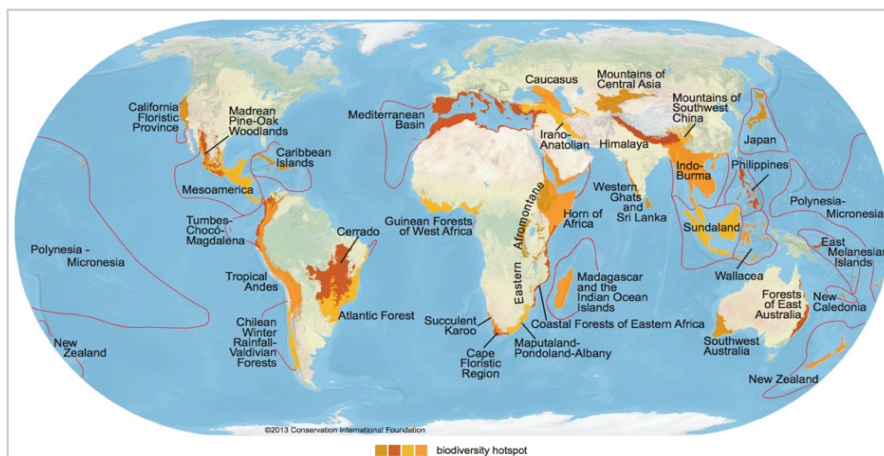 California
Floristic
Province
Madrean
Pine-Oak
Woodlands
Caribbean
Islands
Mesoamerica
Tumbes-
Chocó-
Magdalena
Polynesia -
Micronesia
Tropical
Andes
Cerrado
Atlantic Forest
Chilean
Winter
Rainfall-
Valdivian
Forests
New
Zealand
Mediterranean
Basin
Caucasus
Mountains of
Central Asia
Mountains of
Southwest
China
Irano-
Anatolian
Himalaya
Japan
Indo-
Burma
Philippines
Western
Ghats and
Sri Lanka
Polynesia-
Micronesia
Guinean Forests
of West Africa
Eastern Afromontane
Horn of
Africa
Sundaland
Wallacea
East
Melanesian
Islands
Madagascar
and the
Indian Ocean
Islands
Coastal Forests of Eastern Africa
Succulent
Karoo
Cape
Floristic
Region
Maputaland-
Pondoland-Albany
Forests
of East
Australia
New
Caledonia
Southwest
Australia
New Zealand
©2013 Conservation International Foundation
biodiversity hotspot